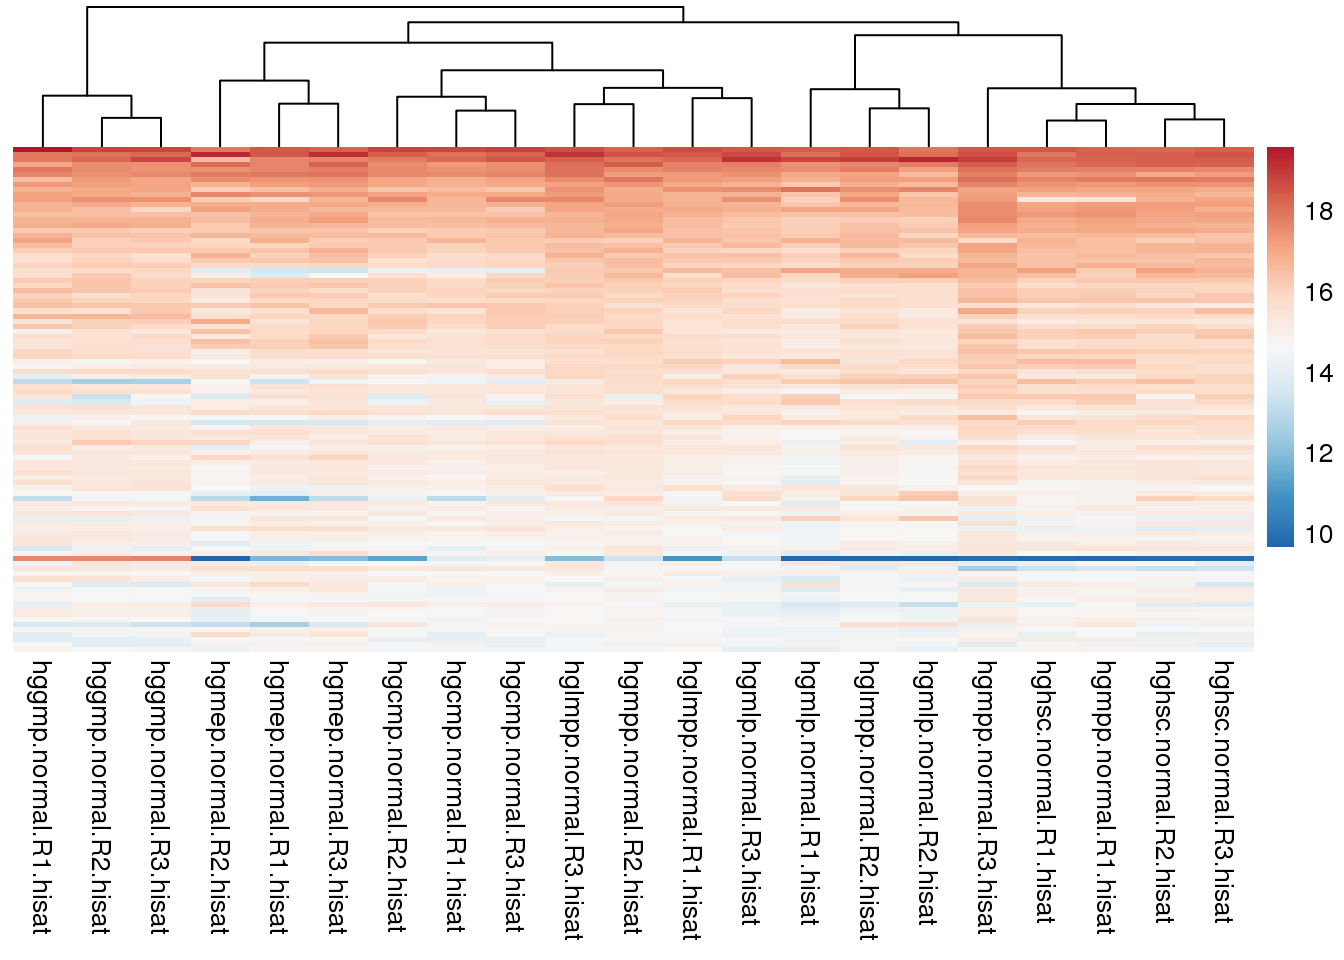 18
16
14
12
10
hggmp.normal.R1.hisat
hggmp.normal.R2.hisat
hggmp.normal.R3.hisat
hgmep.normal.R2.hisat
hgmep.normal.R1.hisat
hgmep.normal.R3.hisat
hgcmp.normal.R2.hisat
hgcmp.normal.R1.hisat
hgcmp.normal.R3.hisat
hglmpp.normal.R3.hisat
hgmpp.normal.R2.hisat
hglmpp.normal.R1.hisat
hgmlp.normal.R3.hisat
hgmlp.normal.R1.hisat
hglmpp.normal.R2.hisat
hgmlp.normal.R2.hisat
hgmpp.normal.R3.hisat
hghsc.normal.R1.hisat
hgmpp.normal.R1.hisat
hghsc.normal.R2.hisat
hghsc.normal.R3.hisat